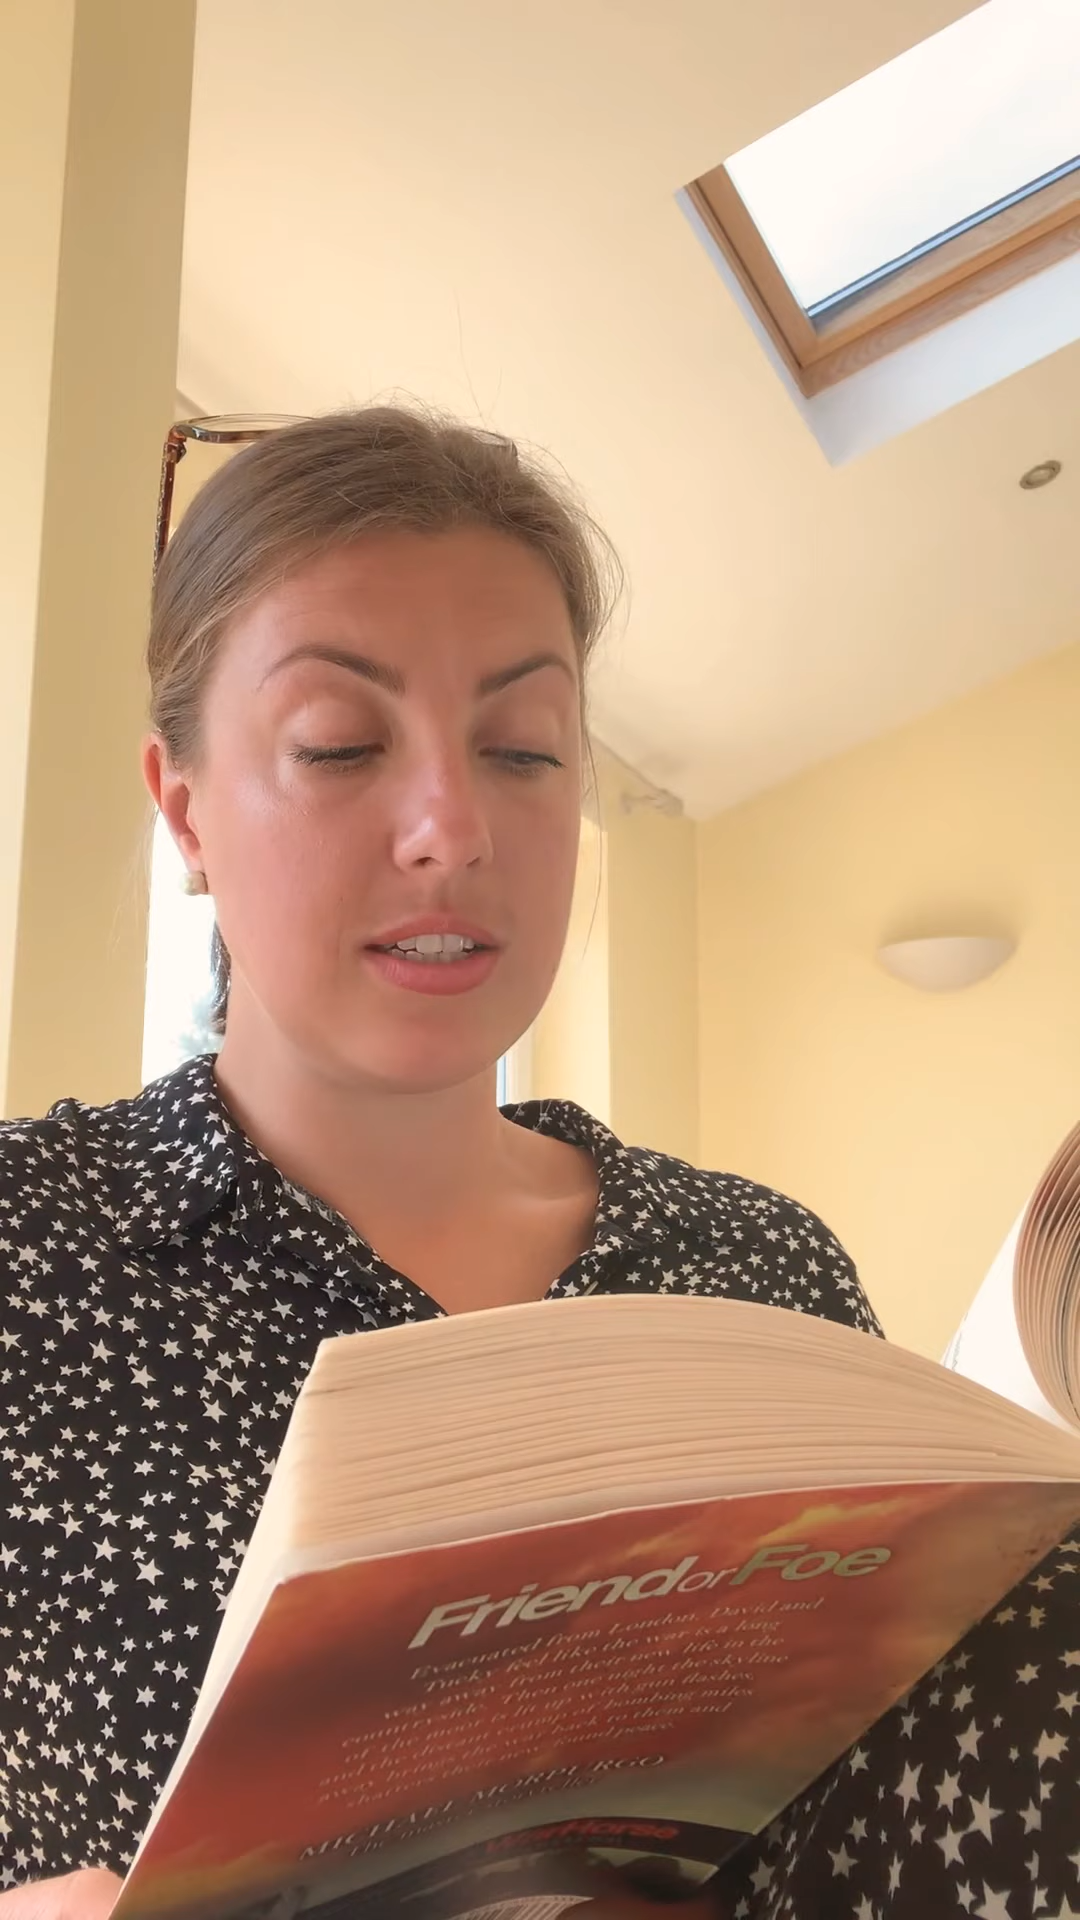 Friend or Foe
Evacuated from London, David and
Tucky feel like the war is a long
way away from their new life in the
countryside. Then one night the skyline
of the moor is lit up with gun flashes,
and the distant crump of bombing miles
away brings the war back to them and
shatters their new-found peace.
MICHAEL MORPURGO
War Horse